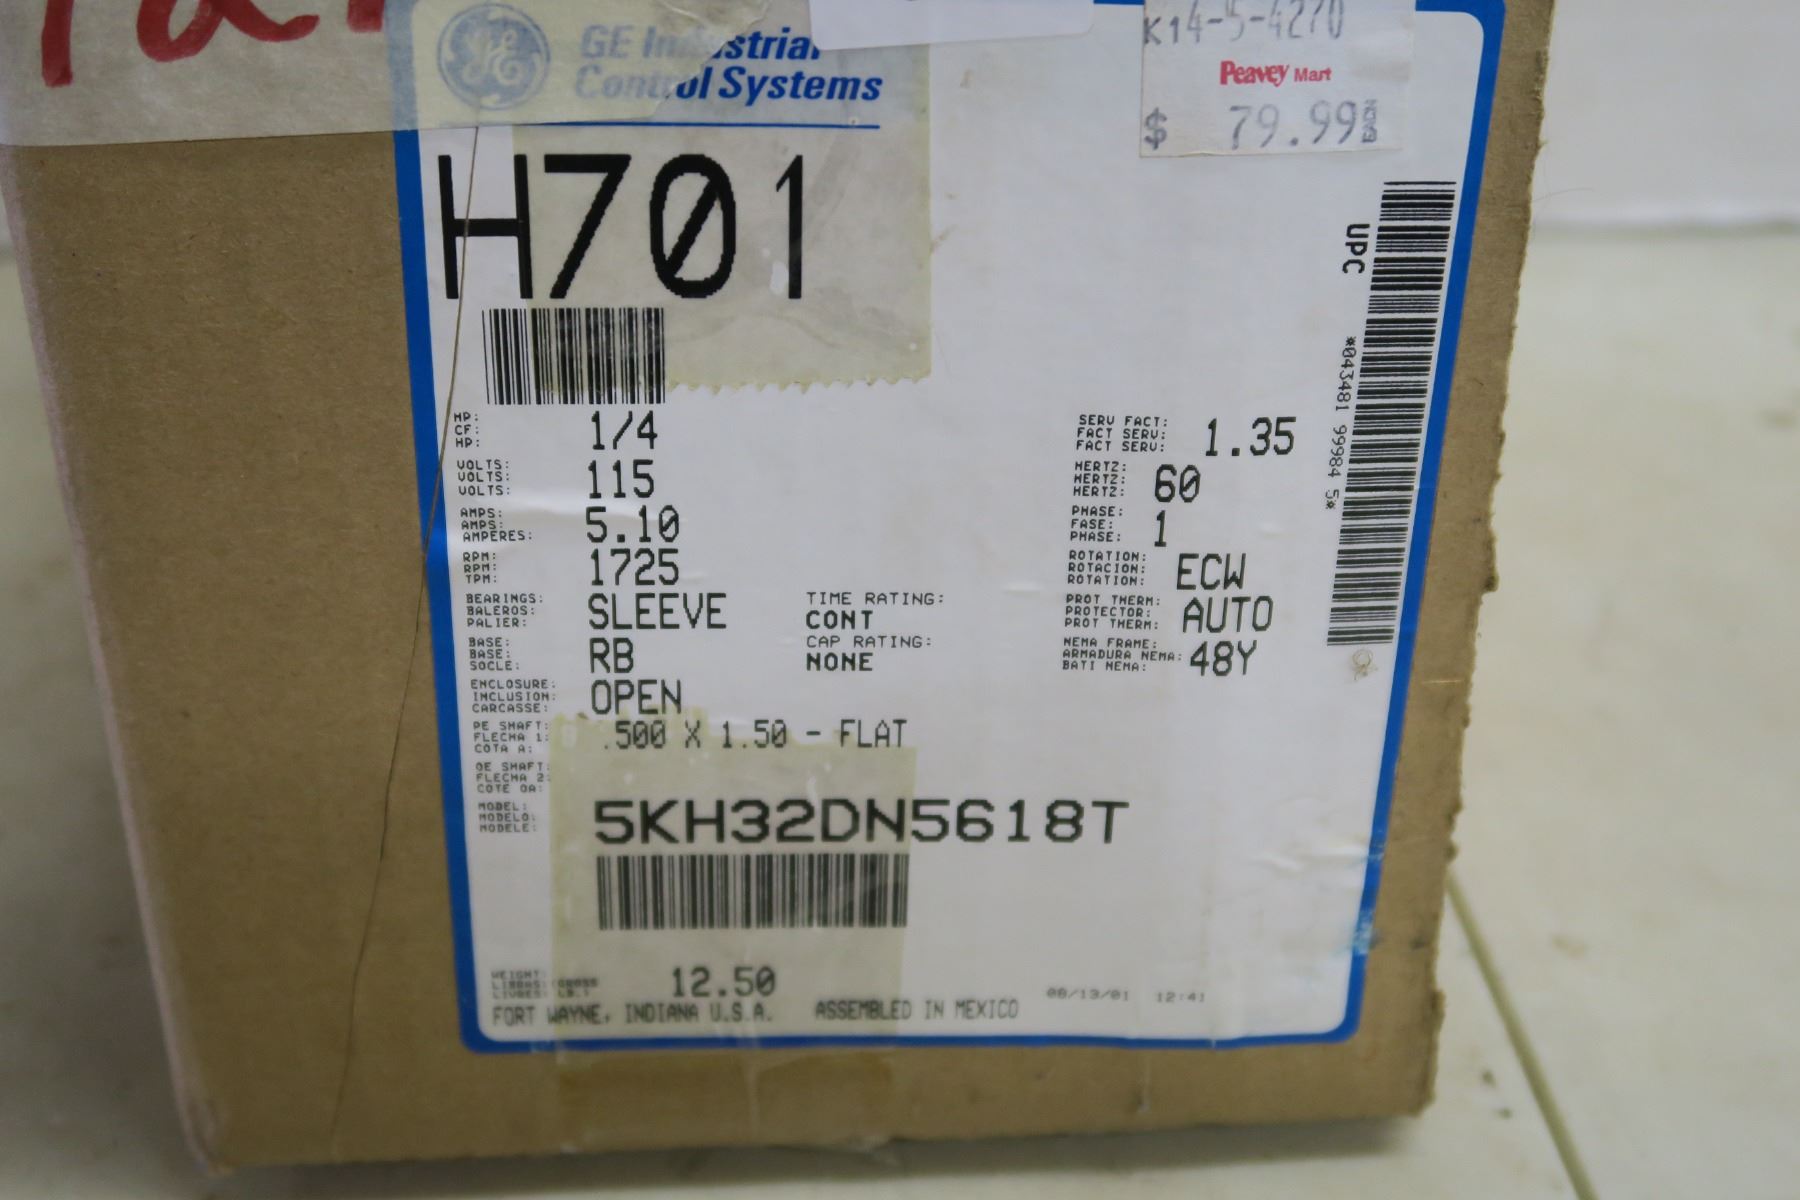 GE Industrial
Control Systems
K14-5-4270
Peavey Mart
$ 79.99 EACH
H701
UPC
*043481 99984 5*
HP:
CF:
HP:
1/4
VOLTS:
VOLTS:
VOLTS:
115
AMPS:
AMPS:
AMPERES:
5.10
RPM:
RPM:
TPM:
1725
BEARINGS:
BALEROS:
PALIER:
SLEEVE
BASE:
BASE:
SOCLE:
RB
ENCLOSURE:
INCLUSION:
CARCASSE:
OPEN
TIME RATING:
CONT
CAP RATING:
NONE
SERV FACT:
FACT SERV:
FACT SERV:
1.35
HERTZ:
HERTZ:
HERTZ:
60
PHASE:
FASE:
PHASE:
1
ROTATION:
ROTACION:
ROTATION:
ECW
PROT THERM:
PROTECTOR:
PROT THERM:
AUTO
NEMA FRAME:
ARMADURA NEMA:
BATI NEMA:
48Y
PE SHAFT:
FLECHA 1:
COTA A:
.500 X 1.50 - FLAT
OE SHAFT:
FLECHA 2:
COTE OA:
MODEL:
MODELO:
MODELE:
5KH32DN5618T
WEIGHT:
12.50
FORT WAYNE, INDIANA U.S.A. ASSEMBLED IN MEXICO
08/13/01 12:41